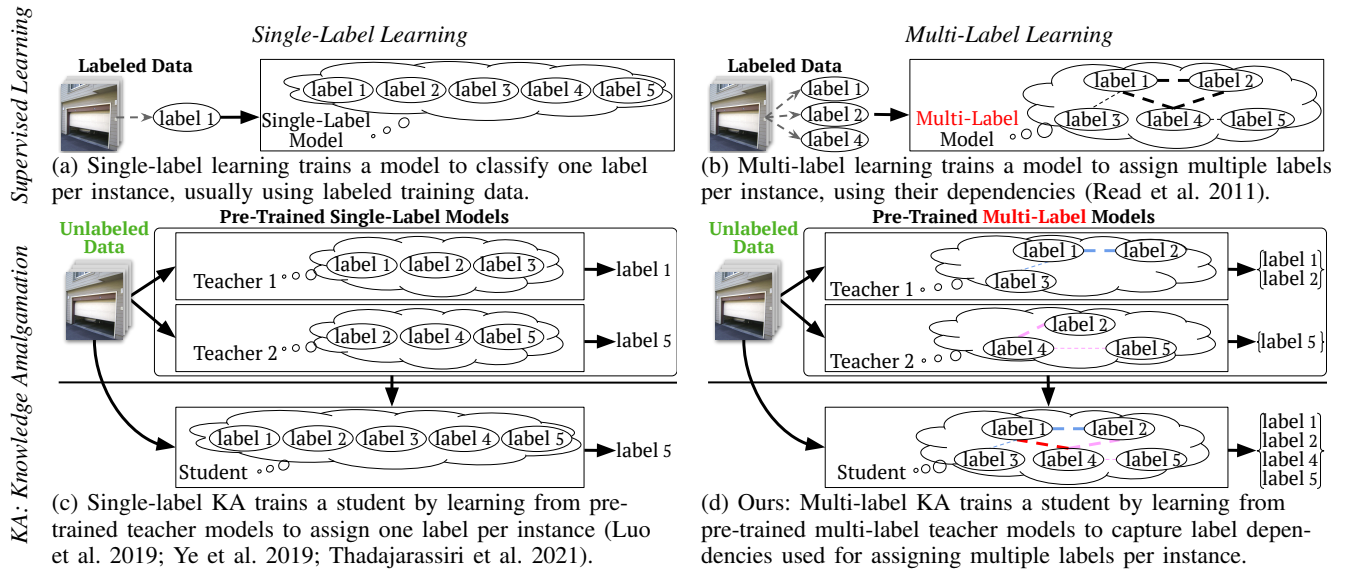 Single-Label Learning
Multi-Label Learning
Supervised Learning
Labeled Data
label 1
label 1 label 2 label 3 label 4 label 5
Single-Label
Model
(a) Single-label learning trains a model to classify one label
per instance, usually using labeled training data.
Labeled Data
label 1
label 2
label 4
label 1 label 2
label 3 label 4 label 5
Multi-Label
Model
(b) Multi-label learning trains a model to assign multiple labels
per instance, using their dependencies (Read et al. 2011).
KA: Knowledge Amalgamation
Pre-Trained Single-Label Models
Unlabeled
Data
label 1 label 2 label 3
Teacher 1
label 1
label 2 label 4 label 5
Teacher 2
label 5
label 1 label 2 label 3 label 4 label 5
Student
label 5
(c) Single-label KA trains a student by learning from pre-
trained teacher models to assign one label per instance (Luo
et al. 2019; Ye et al. 2019; Thadajarassiri et al. 2021).
Pre-Trained Multi-Label Models
Unlabeled
Data
label 1 label 2
label 3
Teacher 1
{label 1
label 2}
label 2
label 4 label 5
Teacher 2
{label 5}
label 1 label 2
label 3 label 4 label 5
Student
{label 1
label 2
label 4
label 5}
(d) Ours: Multi-label KA trains a student by learning from
pre-trained multi-label teacher models to capture label depen-
dencies used for assigning multiple labels per instance.